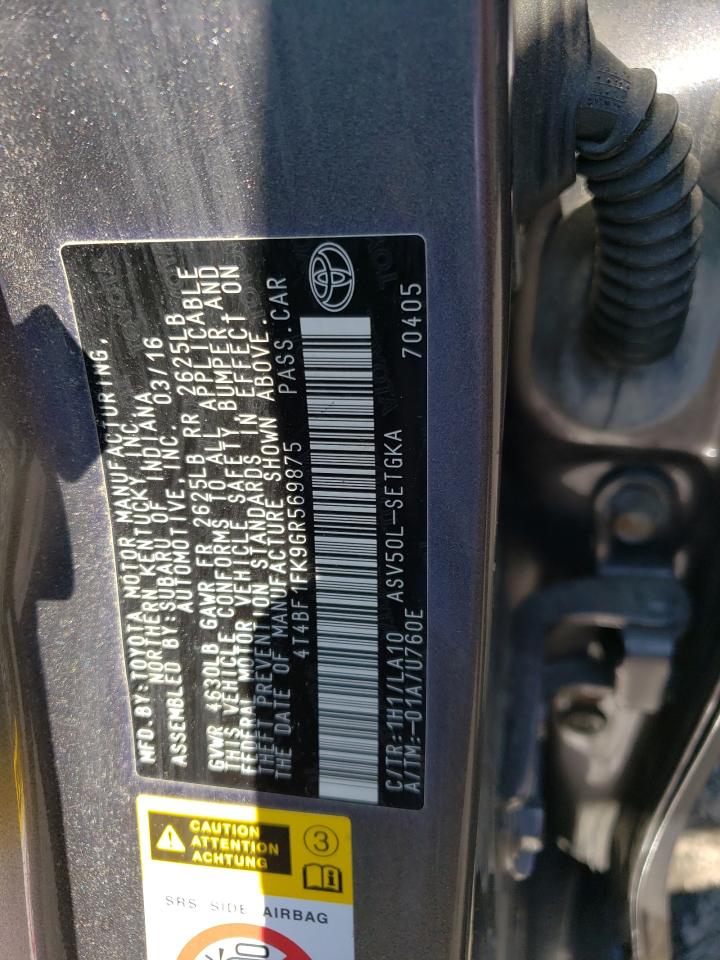 MFD.BY:TOYOTA MOTOR MANUFACTURING,
NORTHERN KENTUCKY INC.
ASSEMBLED BY:SUBARU OF INDIANA
AUTOMOTIVE INC. 03/16
GVWR 4630LB GAWR FR 2625LB RR 2625LB
THIS VEHICLE CONFORMS TO ALL APPLICABLE
FEDERAL MOTOR VEHICLE SAFETY, BUMPER AND
THEFT PREVENTION STANDARDS IN EFFECT ON
THE DATE OF MANUFACTURE SHOWN ABOVE.
4T4BF1FK9GR569875 PASS.CAR
C/TR:1H1/LA10 ASV50L-SETGKA
A/TM:-01A/U760E 70405
CAUTION
ATTENTION
ACHTUNG
3
SRS SIDE AIRBAG